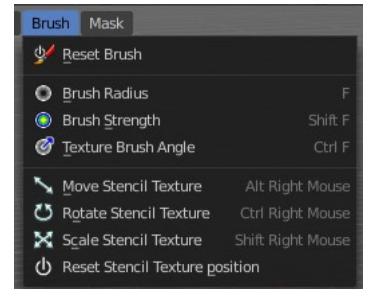 Brush Mask
Reset Brush
Brush Radius F
Brush Strength Shift F
Texture Brush Angle Ctrl F
Move Stencil Texture Alt Right Mouse
Rotate Stencil Texture Ctrl Right Mouse
Scale Stencil Texture Shift Right Mouse
Reset Stencil Texture position